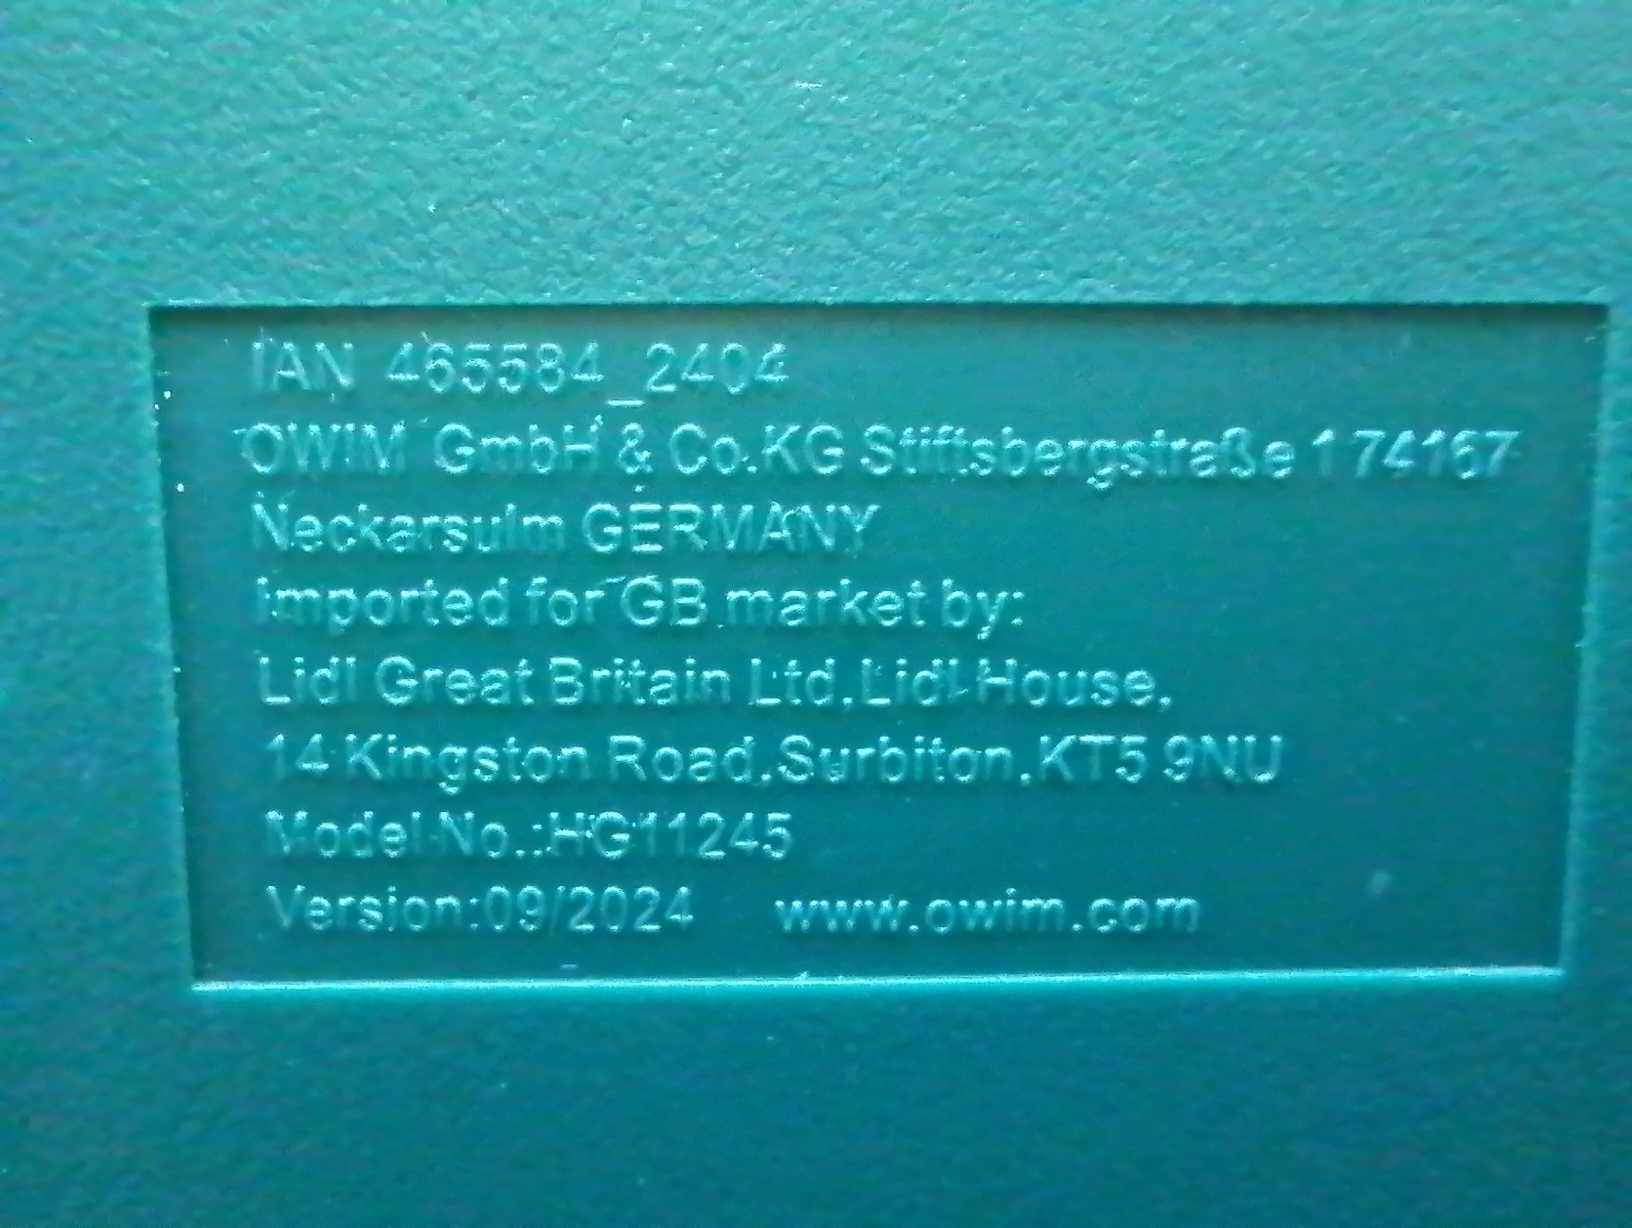 IAN 465584_2404
OWIM GmbH & Co.KG Stiftsbergstraße 1 74167
Neckarsulm GERMANY
Imported for GB market by:
Lidl Great Britain Ltd,Lidl House,
14 Kingston Road,Surbiton,KT5 9NU
Model No.:HG11245
Version:09/2024 www.owim.com